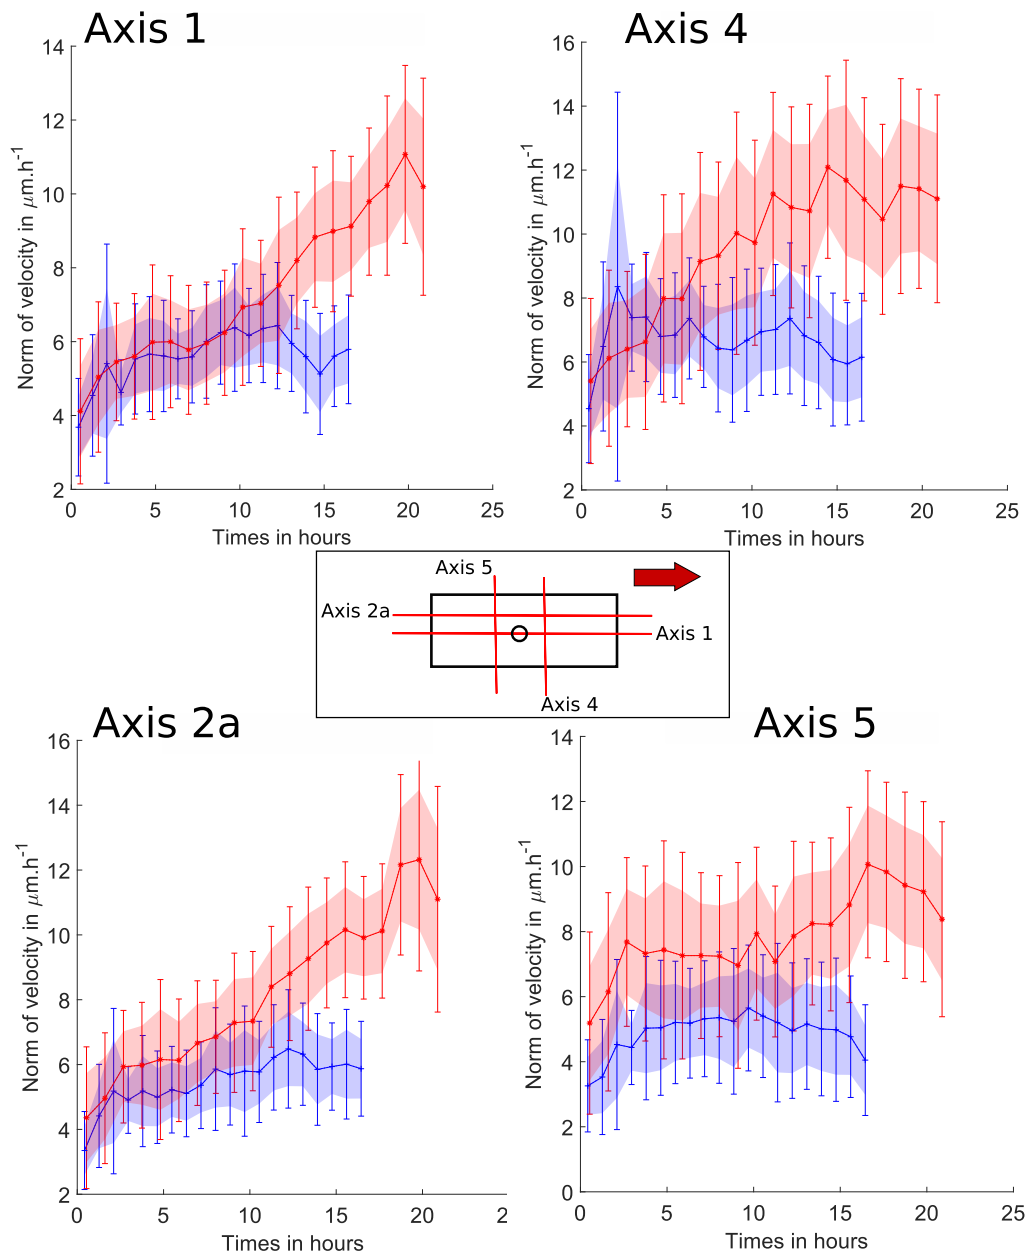 Axis 1
14
12
10
8
6
4
2
Norm of velocity in μm.h-1
0 5 10 15 20 25
Times in hours
Axis 4
16
14
12
10
8
6
4
2
Norm of velocity in μm.h-1
0 5 10 15 20 25
Times in hours
Axis 5
Axis 2a
Axis 1
Axis 4
Axis 2a
16
14
12
10
8
6
4
2
Norm of velocity in μm.h-1
0 5 10 15 20 2
Times in hours
Axis 5
14
12
10
8
6
4
2
0
Norm of velocity in μm.h-1
0 5 10 15 20 25
Times in hours